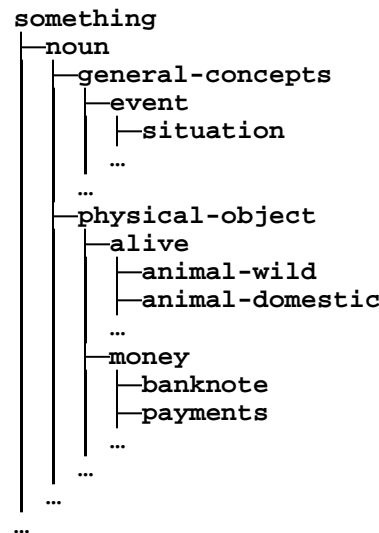 something
noun
general-concepts
event
situation
…
…
physical-object
alive
animal-wild
animal-domestic
…
money
banknote
payments
…
…
…
…